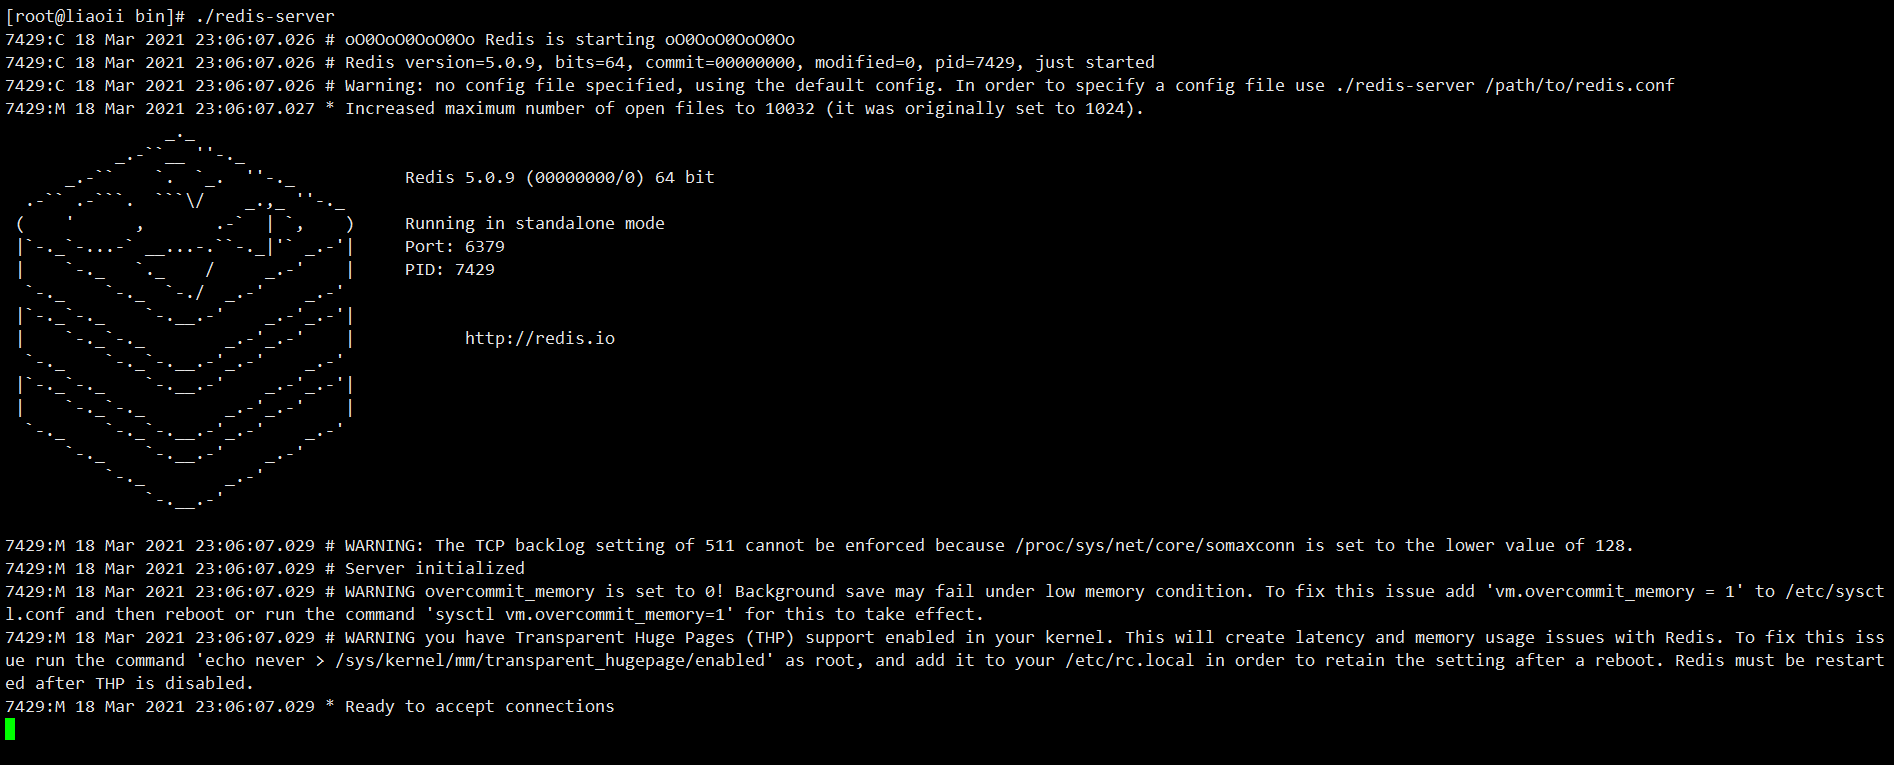 [root@liaoii bin]# ./redis-server
7429:C 18 Mar 2021 23:06:07.026 # oO0OoO0OoO0Oo Redis is starting oO0OoO0OoO0Oo
7429:C 18 Mar 2021 23:06:07.026 # Redis version=5.0.9, bits=64, commit=00000000, modified=0, pid=7429, just started
7429:C 18 Mar 2021 23:06:07.026 # Warning: no config file specified, using the default config. In order to specify a config file use ./redis-server /path/to/redis.conf
7429:M 18 Mar 2021 23:06:07.027 * Increased maximum number of open files to 10032 (it was originally set to 1024).
Redis 5.0.9 (00000000/0) 64 bit
Running in standalone mode
Port: 6379
PID: 7429
http://redis.io
7429:M 18 Mar 2021 23:06:07.029 # WARNING: The TCP backlog setting of 511 cannot be enforced because /proc/sys/net/core/somaxconn is set to the lower value of 128.
7429:M 18 Mar 2021 23:06:07.029 # Server initialized
7429:M 18 Mar 2021 23:06:07.029 # WARNING overcommit_memory is set to 0! Background save may fail under low memory condition. To fix this issue add 'vm.overcommit_memory = 1' to /etc/sysct
l.conf and then reboot or run the command 'sysctl vm.overcommit_memory=1' for this to take effect.
7429:M 18 Mar 2021 23:06:07.029 # WARNING you have Transparent Huge Pages (THP) support enabled in your kernel. This will create latency and memory usage issues with Redis. To fix this iss
ue run the command 'echo never > /sys/kernel/mm/transparent_hugepage/enabled' as root, and add it to your /etc/rc.local in order to retain the setting after a reboot. Redis must be restart
ed after THP is disabled.
7429:M 18 Mar 2021 23:06:07.029 * Ready to accept connections